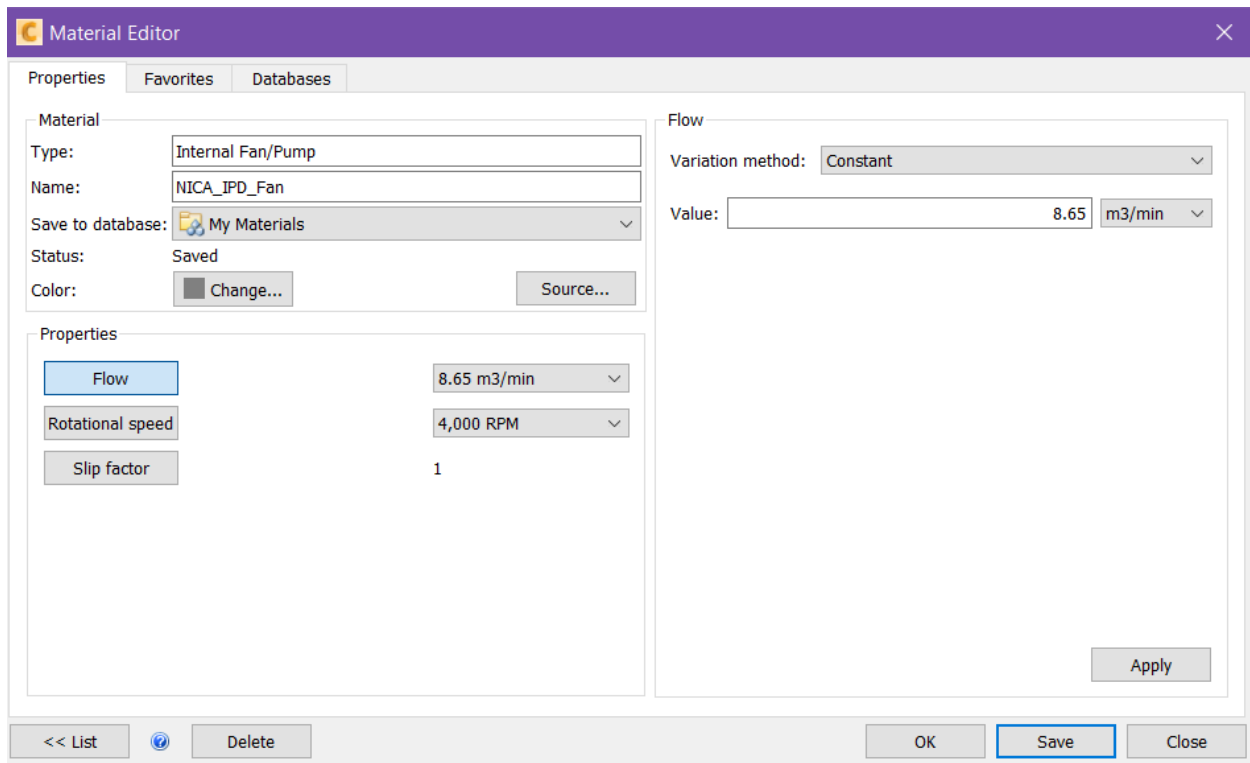 Material Editor
Properties Favorites Databases
Material
Type: Internal Fan/Pump
Name: NICA_IPD_Fan
Save to database: My Materials
Status: Saved
Color: Change... Source...
Properties
Flow 8.65 m3/min
Rotational speed 4,000 RPM
Slip factor 1
Flow
Variation method: Constant
Value: 8.65 m3/min
Apply
<< List ? Delete OK Save Close